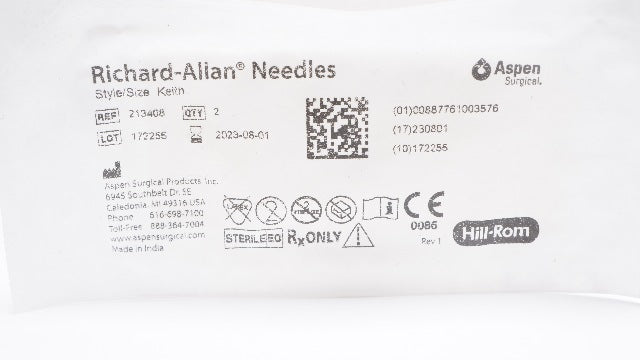 Richard-Allan® Needles
Aspen Surgical.
Style/Size Keith
REF 213408 QTY 2
LOT 172255 2023-08-01
(01)00887761003576
(17)230801
(10)172255
Aspen Surgical Products Inc.
6945 Southbelt Dr. SE
Caledonia, MI 49316 USA
Phone 616-698-7100
Toll-Free 888-364-7004
www.aspensurgical.com
Made in India
STERILE EO
Rx ONLY
CE
0086
Rev 1
Hill-Rom